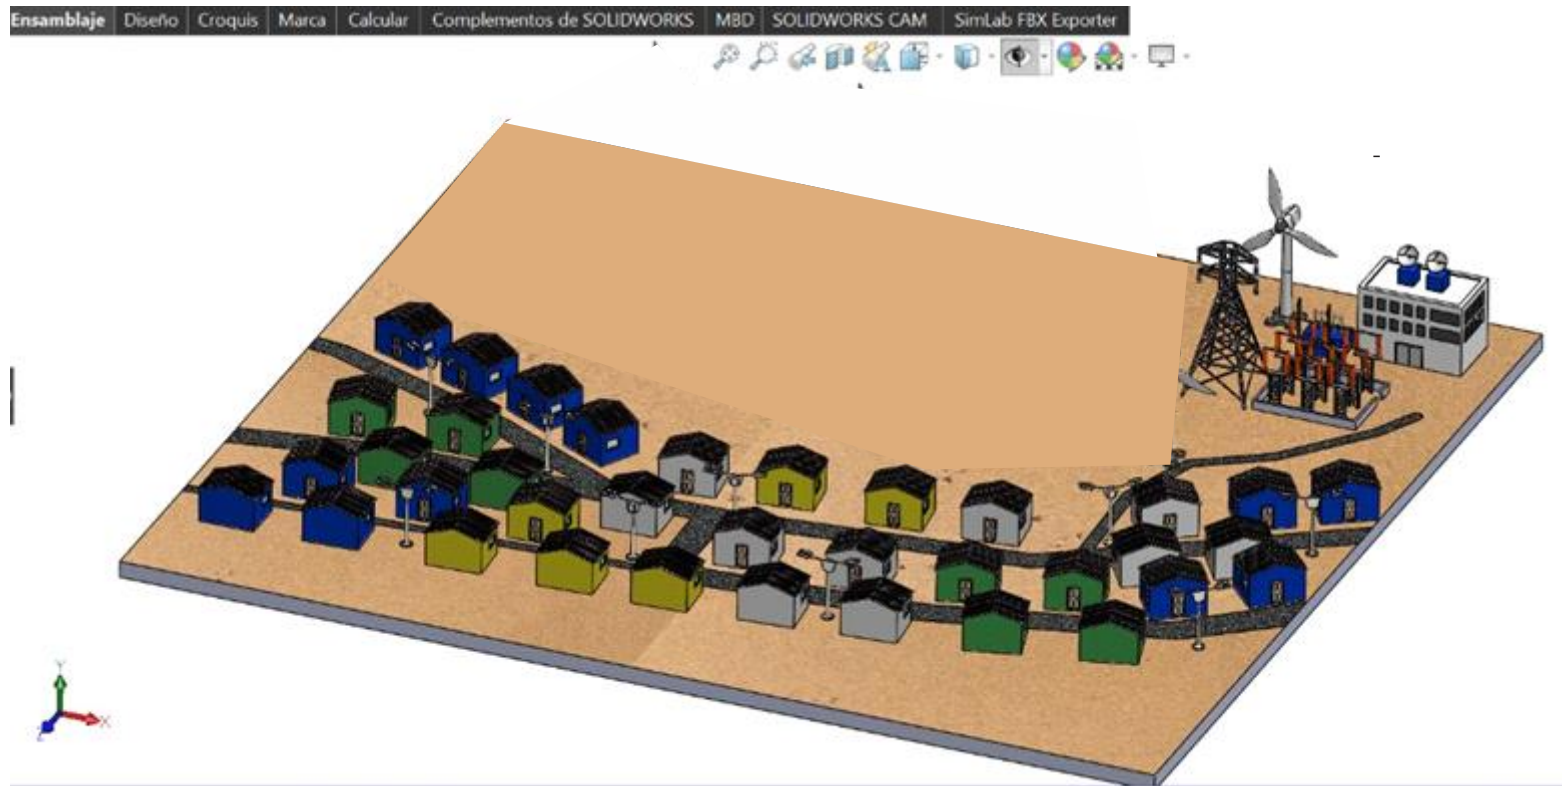 Ensamblaje Diseño Croquis Marca Calcular Complementos de SOLIDWORKS MBD SOLIDWORKS CAM SimLab FBX Exporter
Y
X
Z